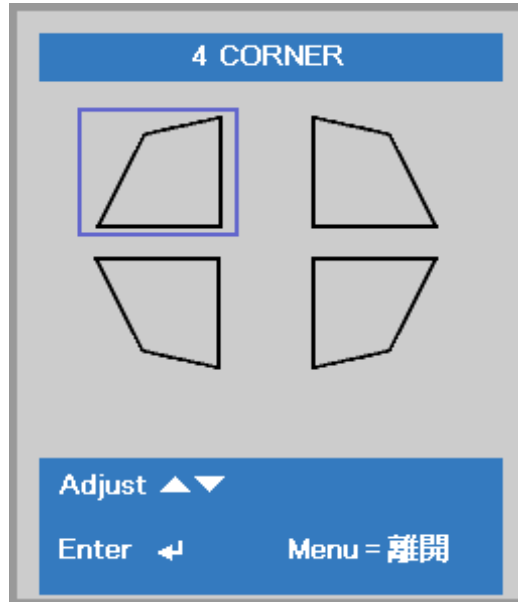 4 CORNER
Adjust ▲▼
Enter ↵
Menu = 離開